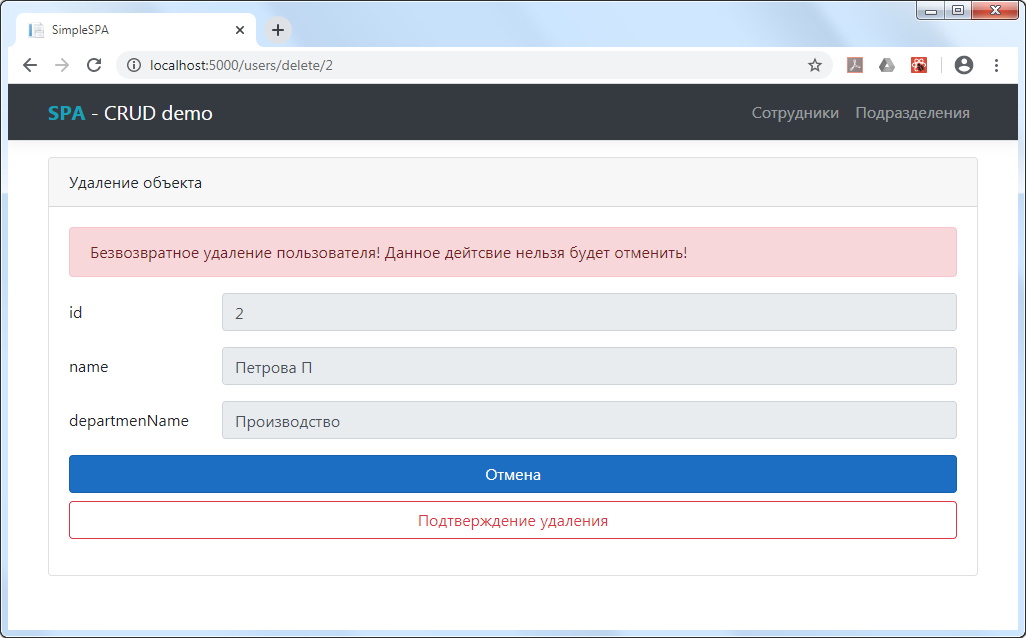 SimpleSPA
localhost:5000/users/delete/2
SPA - CRUD demo
Сотрудники Подразделения
Удаление объекта
Безвозвратное удаление пользователя! Данное дейтсвие нельзя будет отменить!
id 2
name Петрова П
departmenName Производство
Отмена
Подтверждение удаления